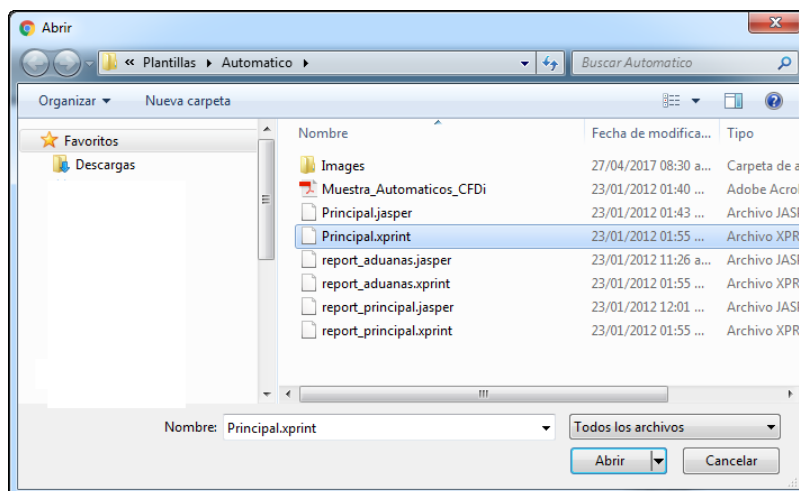 Abrir
« Plantillas Automatico
Buscar Automatico
Organizar Nueva carpeta
Favoritos
Descargas
Nombre Fecha de modifica... Tipo
Images 27/04/2017 08:30 a... Carpeta de a
Muestra_Automaticos_CFDi 23/01/2012 01:40 ... Adobe Acro
Principal.jasper 23/01/2012 01:43 ... Archivo JAS
Principal.xprint 23/01/2012 01:55 ... Archivo XPR
report_aduanas.jasper 23/01/2012 11:26 a... Archivo JAS
report_aduanas.xprint 23/01/2012 01:55 ... Archivo XPR
report_principal.jasper 23/01/2012 12:01 ... Archivo JAS
report_principal.xprint 23/01/2012 01:55 ... Archivo XPR
Nombre: Principal.xprint Todos los archivos
Abrir Cancelar